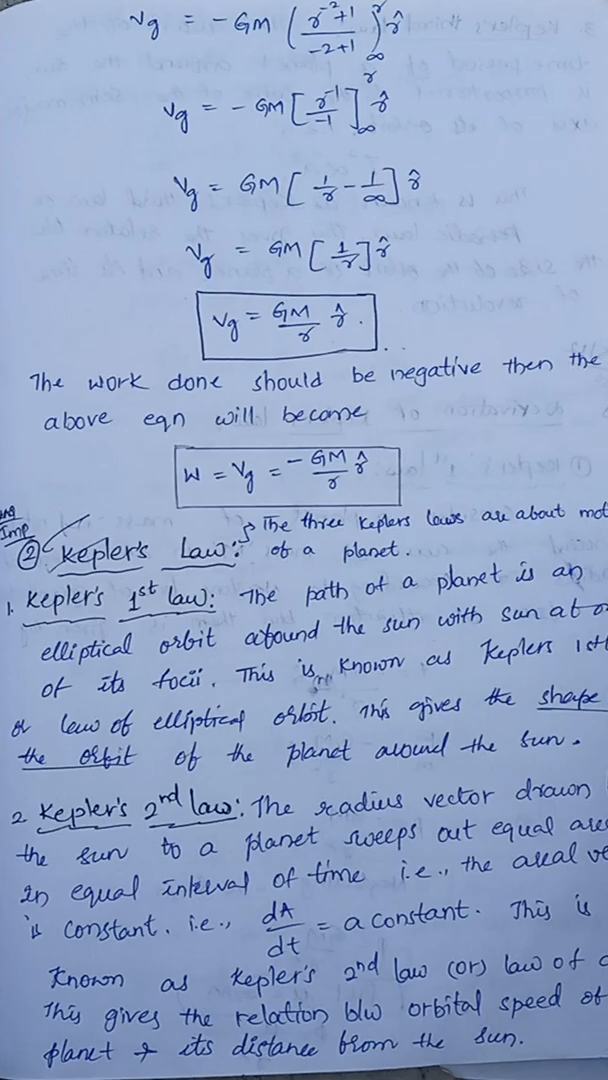 Vg = -GM ( r^-2+1 / -2+1 )^r_∞ r̂
Vg = -GM [ r^-1 / -1 ]^r_∞ r̂
Vg = GM [ 1/r - 1/∞ ] r̂
Vg = GM [ 1/r ] r̂
Vg = GM/r r̂.
The work done should be negative then the
above eqn will become
W = Vg = -GM/r r̂
Imp
② Kepler's Law:→ The three Keplers laws are about mot
of a planet.
1. Kepler's 1st law: The path of a planet is an
elliptical orbit around the sun with sun at o
of its focii. This is known as Keplers 1st
or law of elliptical orbit. This gives the shape
the orbit of the planet around the sun.
2. Kepler's 2nd law: The radius vector drawn
the sun to a planet sweeps out equal are
in equal interval of time i.e., the areal ve
is constant. i.e., dA/dt = a constant. This is
known as Kepler's 2nd law (or) law of
This gives the relation b/w orbital speed of
planet & its distance from the sun.